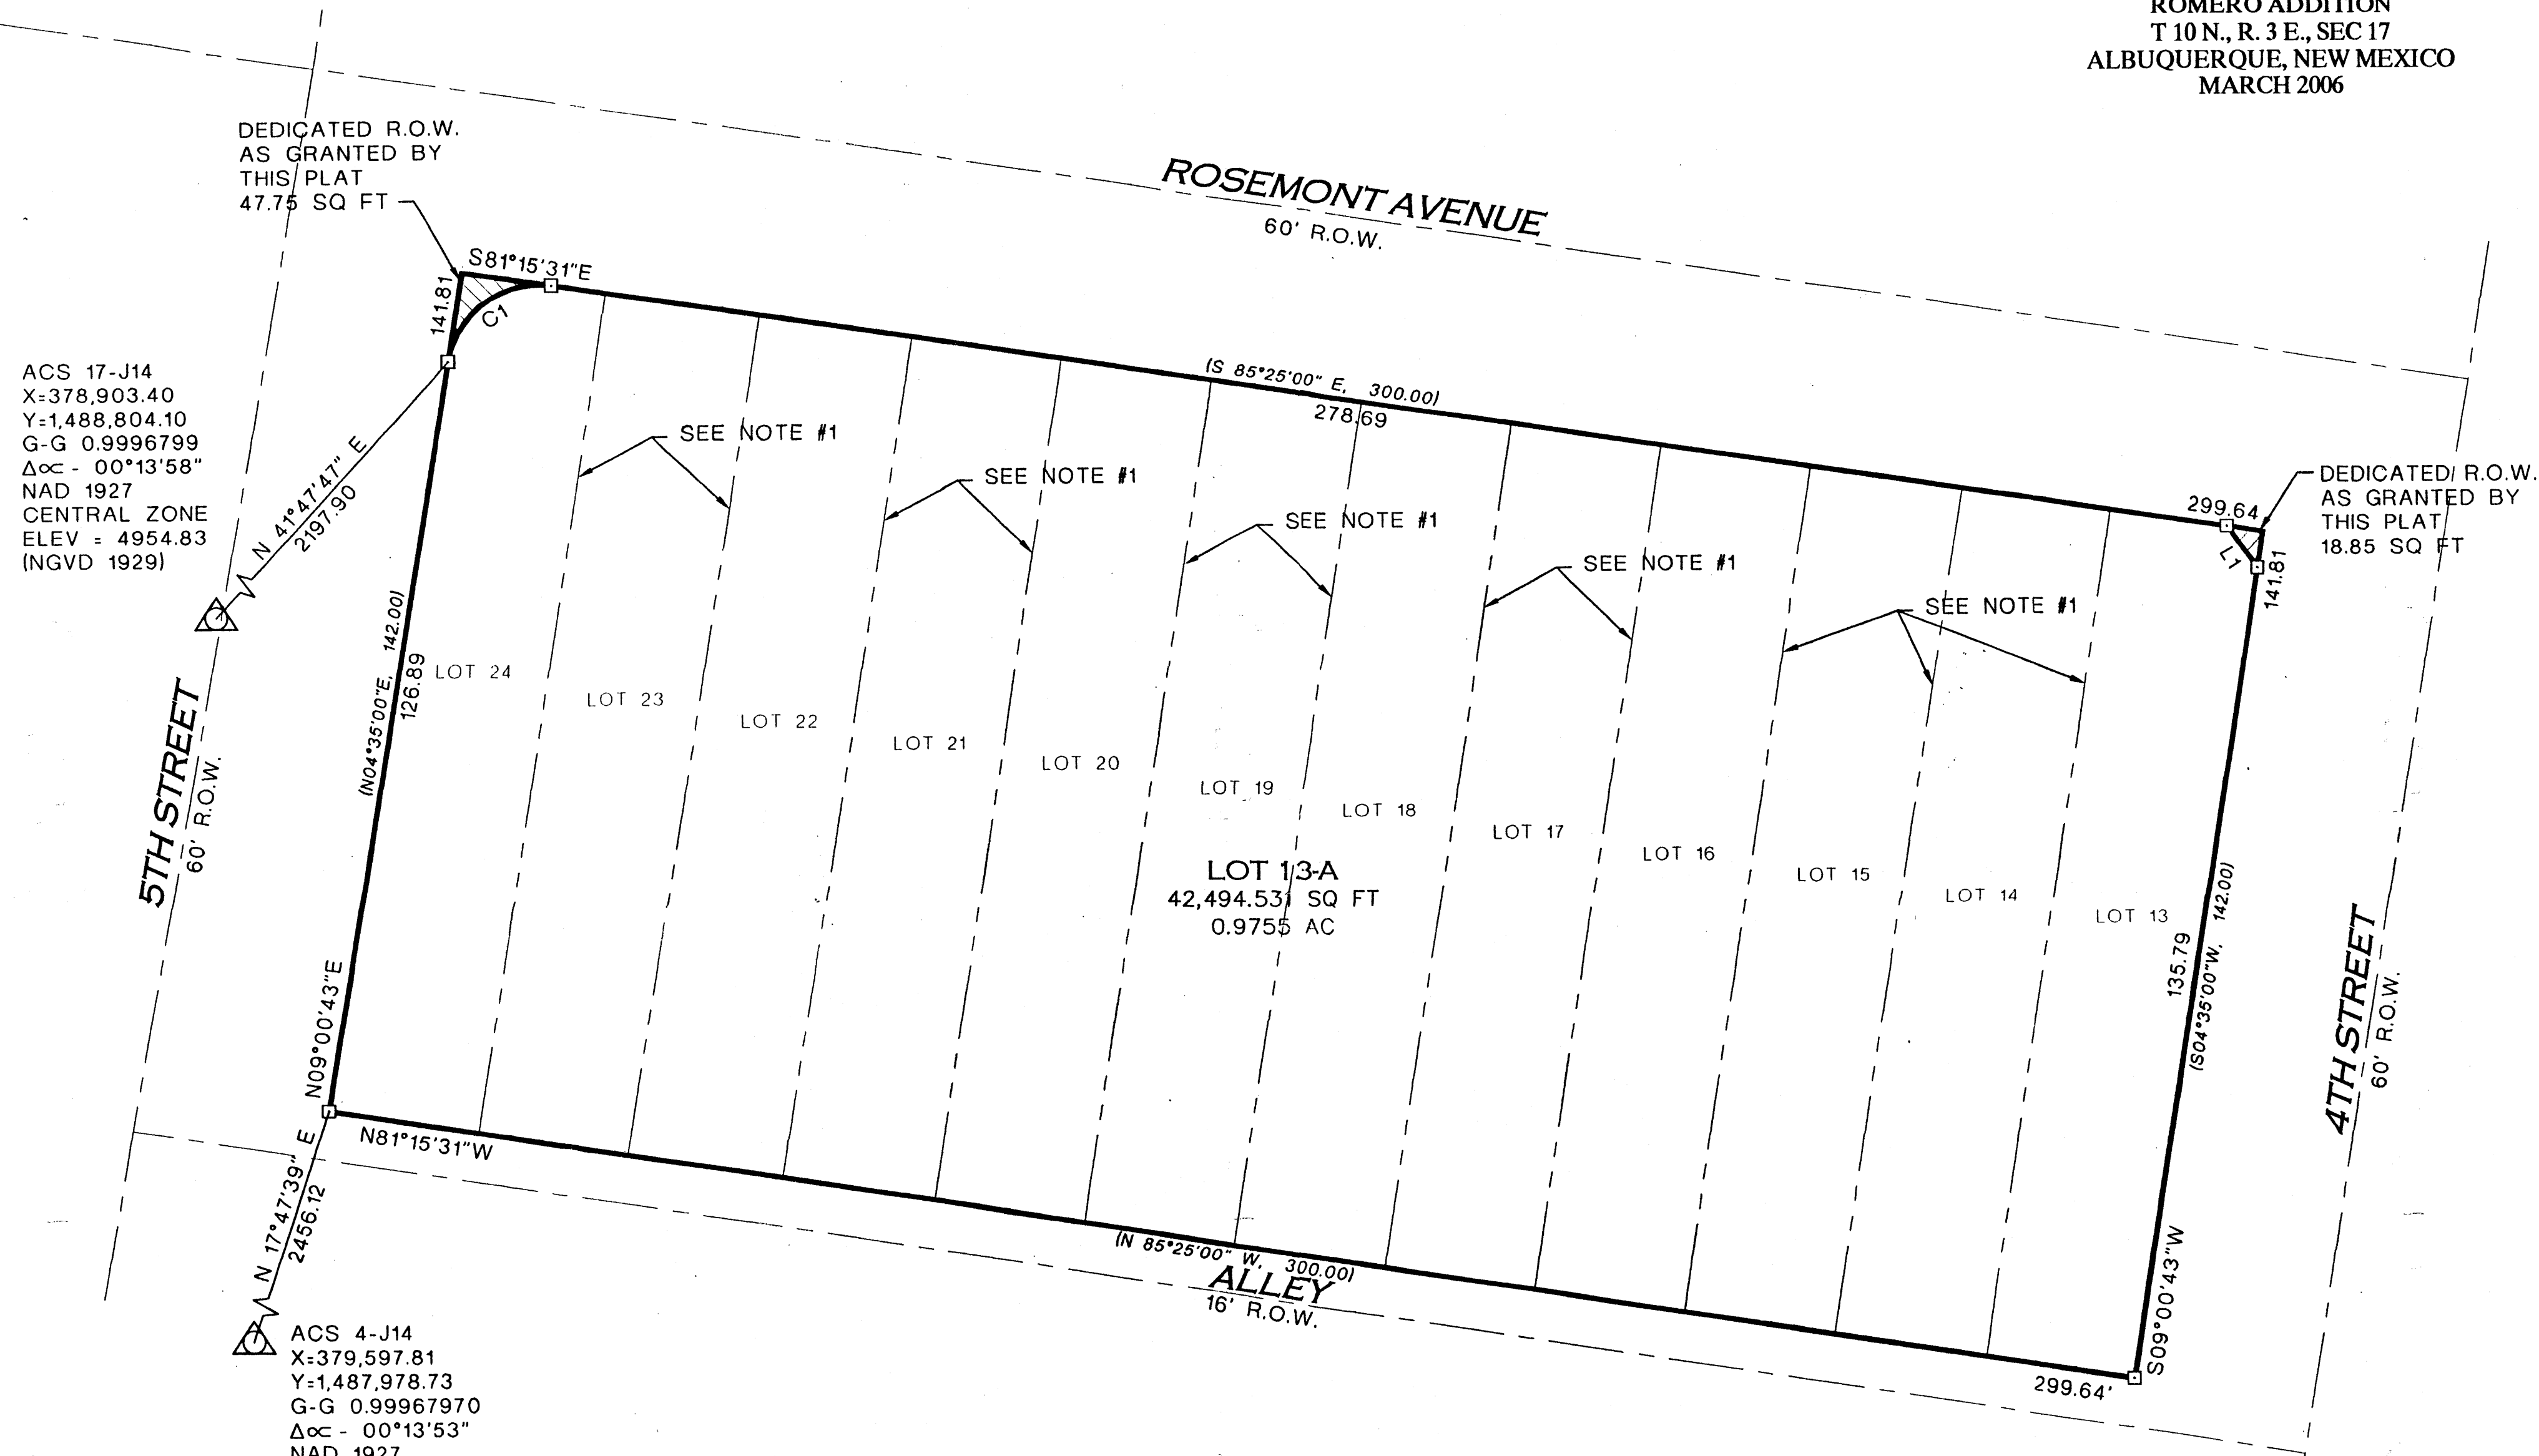 ROMERO ADDITION
T 10 N., R. 3 E., SEC 17
ALBUQUERQUE, NEW MEXICO
MARCH 2006
DEDICATED R.O.W.
AS GRANTED BY
THIS PLAT
47.75 SQ FT
ROSEMONT AVENUE
60' R.O.W.
S81°15'31"E
141.81
C1
ACS 17-J14
X=378,903.40
Y=1,488,804.10
G-G 0.9996799
Δ∝ - 00°13'58"
NAD 1927
CENTRAL ZONE
ELEV = 4954.83
(NGVD 1929)
N 41°47'47" E
2197.90
(S 85°25'00" E, 300.00)
278.69
SEE NOTE #1
SEE NOTE #1
SEE NOTE #1
SEE NOTE #1
SEE NOTE #1
299.64
DEDICATED R.O.W.
AS GRANTED BY
THIS PLAT
18.85 SQ FT
L1
141.81
(N04°35'00"E, 142.00)
126.89
LOT 24
LOT 23
LOT 22
LOT 21
LOT 20
LOT 19
LOT 18
LOT 17
LOT 16
LOT 15
LOT 14
LOT 13
LOT 13-A
42,494.531 SQ FT
0.9755 AC
5TH STREET
60' R.O.W.
135.79
(S04°35'00"W, 142.00)
4TH STREET
60' R.O.W.
N09°00'43"E
N81°15'31"W
N 17°47'39" E
2456.12
(N 85°25'00" W, 300.00)
ALLEY
16' R.O.W.
S09°00'43"W
299.64'
ACS 4-J14
X=379,597.81
Y=1,487,978.73
G-G 0.99967970
Δ∝ - 00°13'53"
NAD 1927